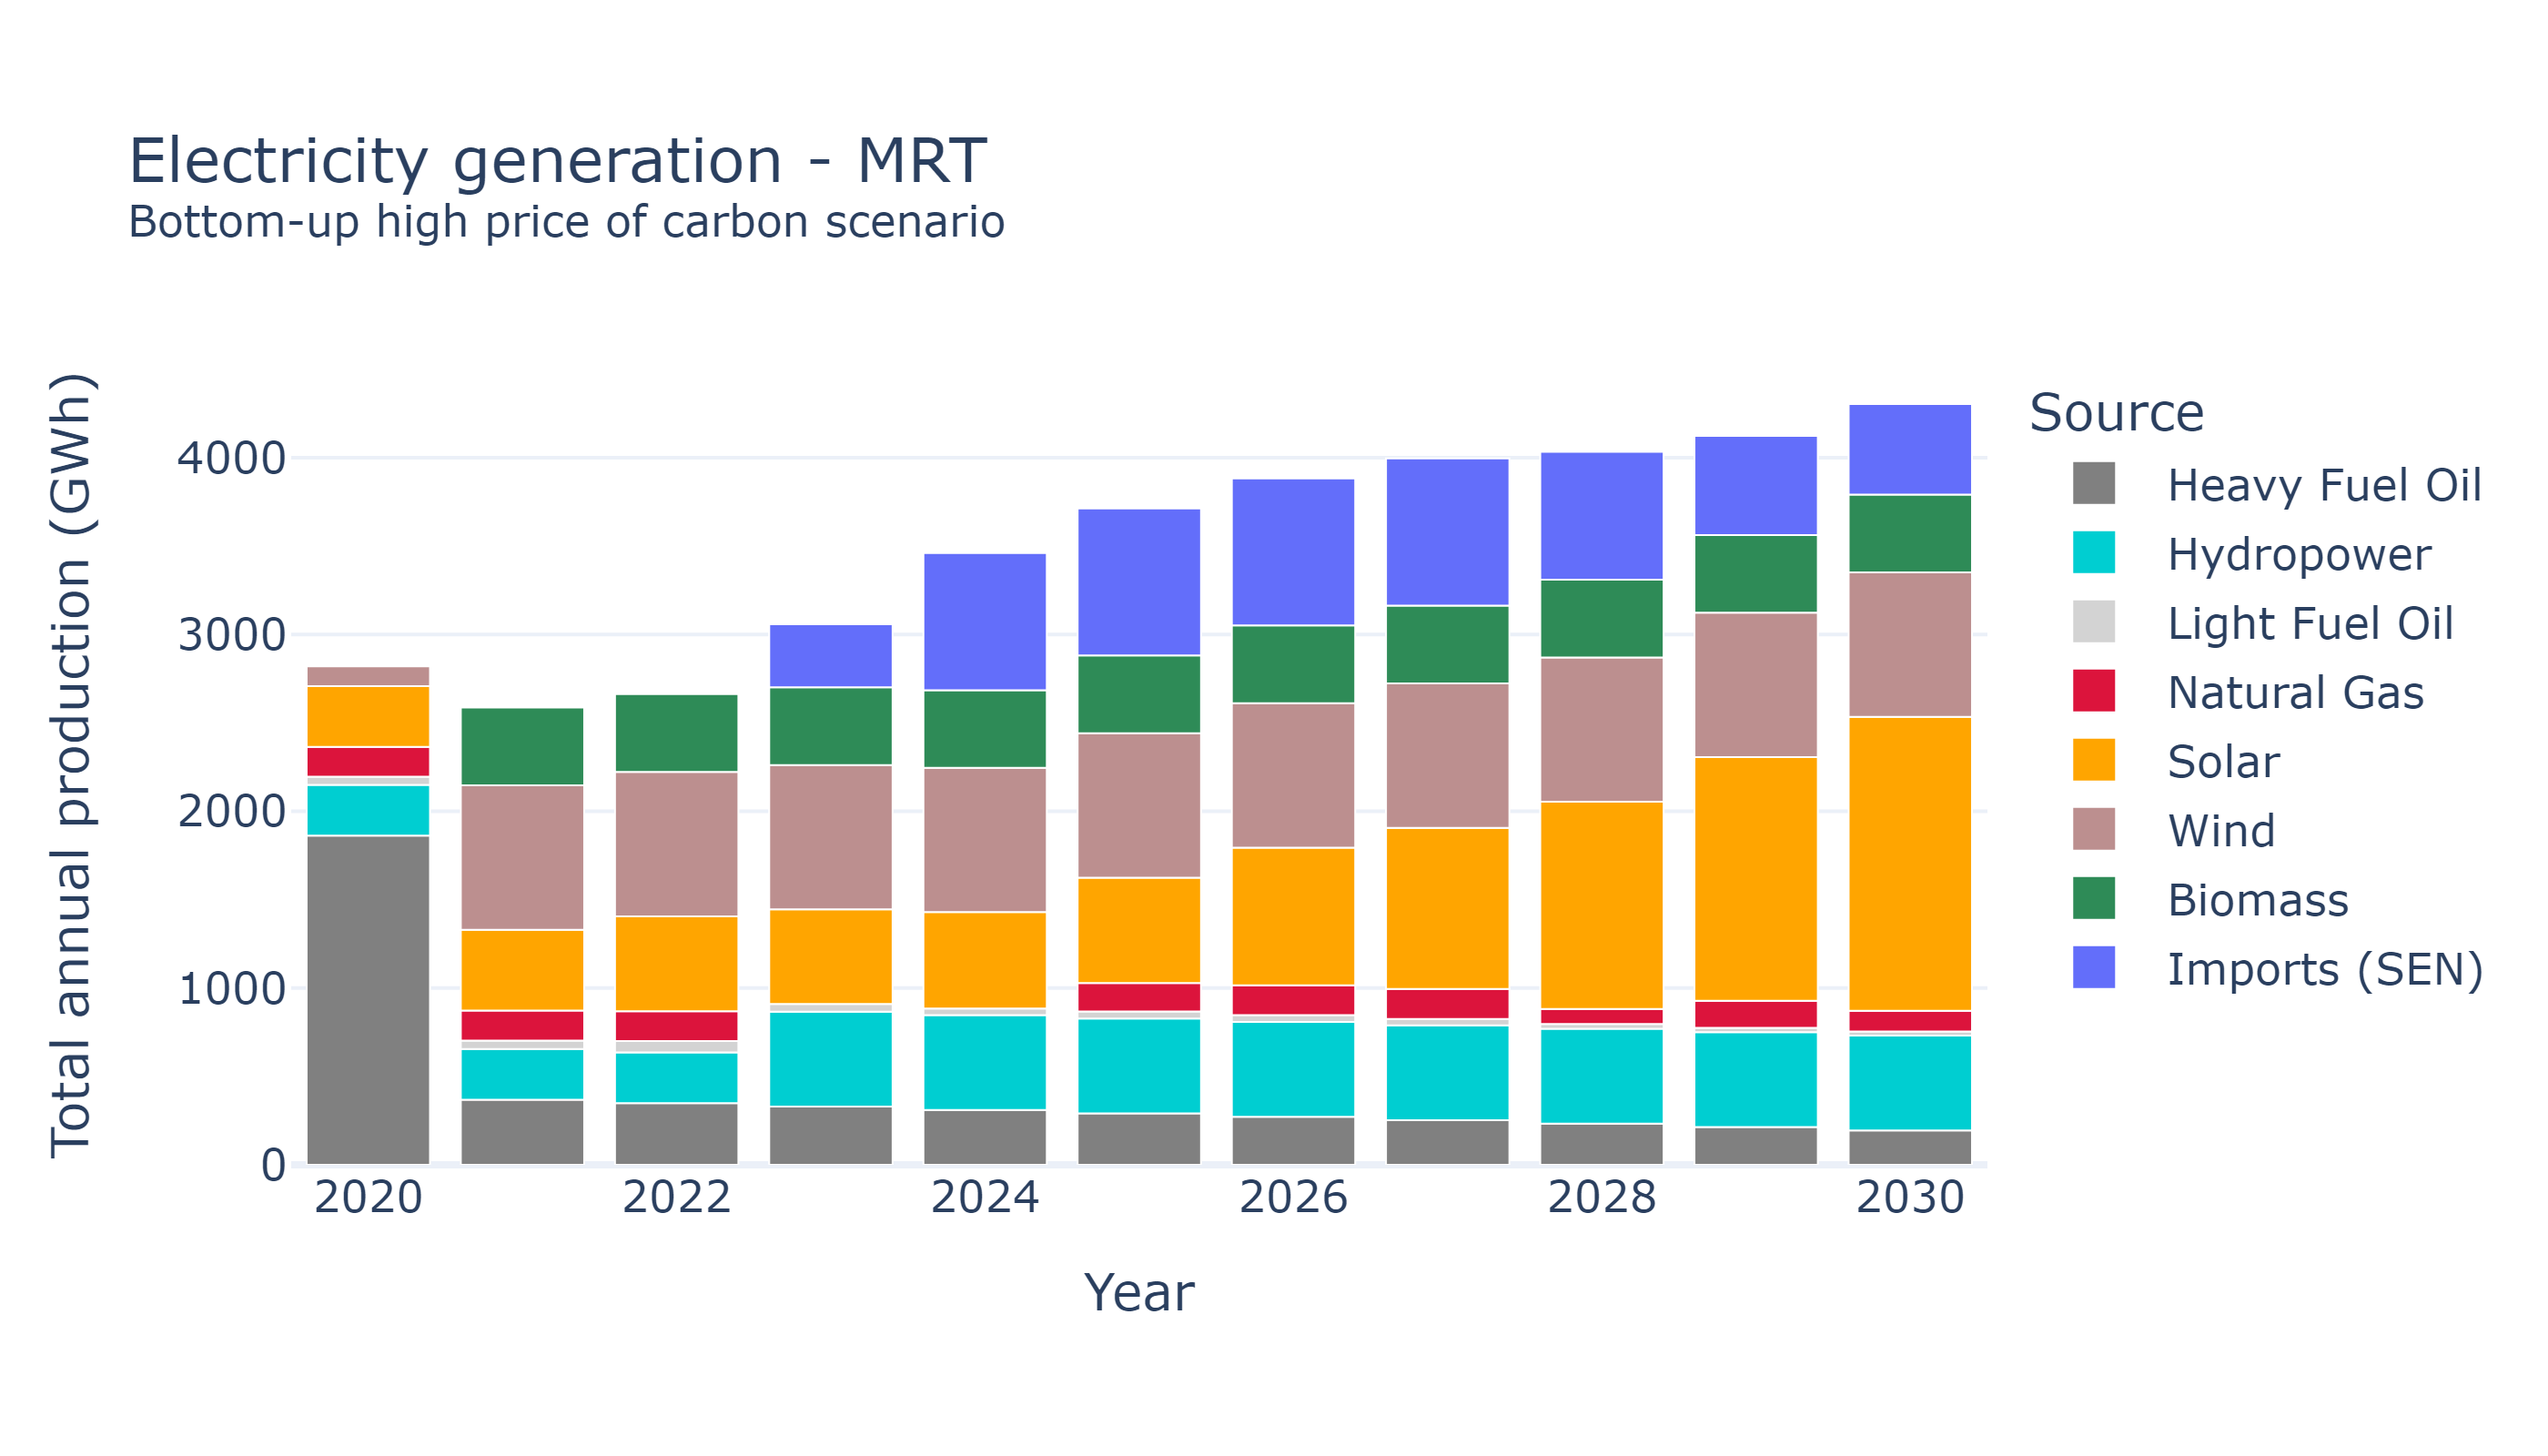 Electricity generation - MRT
Bottom-up high price of carbon scenario
Total annual production (GWh)
4000
3000
2000
1000
0
2020
2022
2024
2026
2028
2030
Year
Source
Heavy Fuel Oil
Hydropower
Light Fuel Oil
Natural Gas
Solar
Wind
Biomass
Imports (SEN)